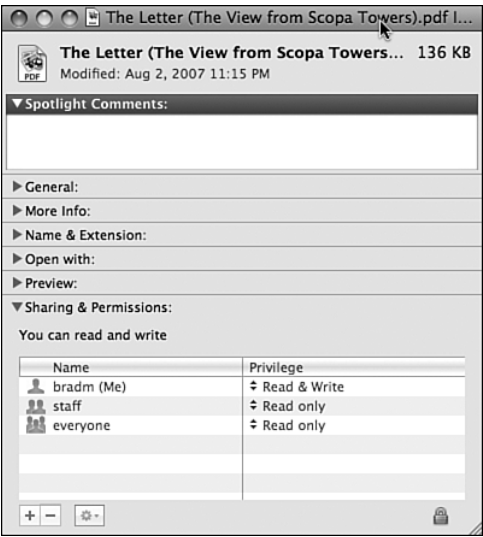 The Letter (The View from Scopa Towers).pdf I...
The Letter (The View from Scopa Towers... 136 KB
PDF
Modified: Aug 2, 2007 11:15 PM
Spotlight Comments:
General:
More Info:
Name & Extension:
Open with:
Preview:
Sharing & Permissions:
You can read and write
Name Privilege
bradm (Me) Read & Write
staff Read only
everyone Read only